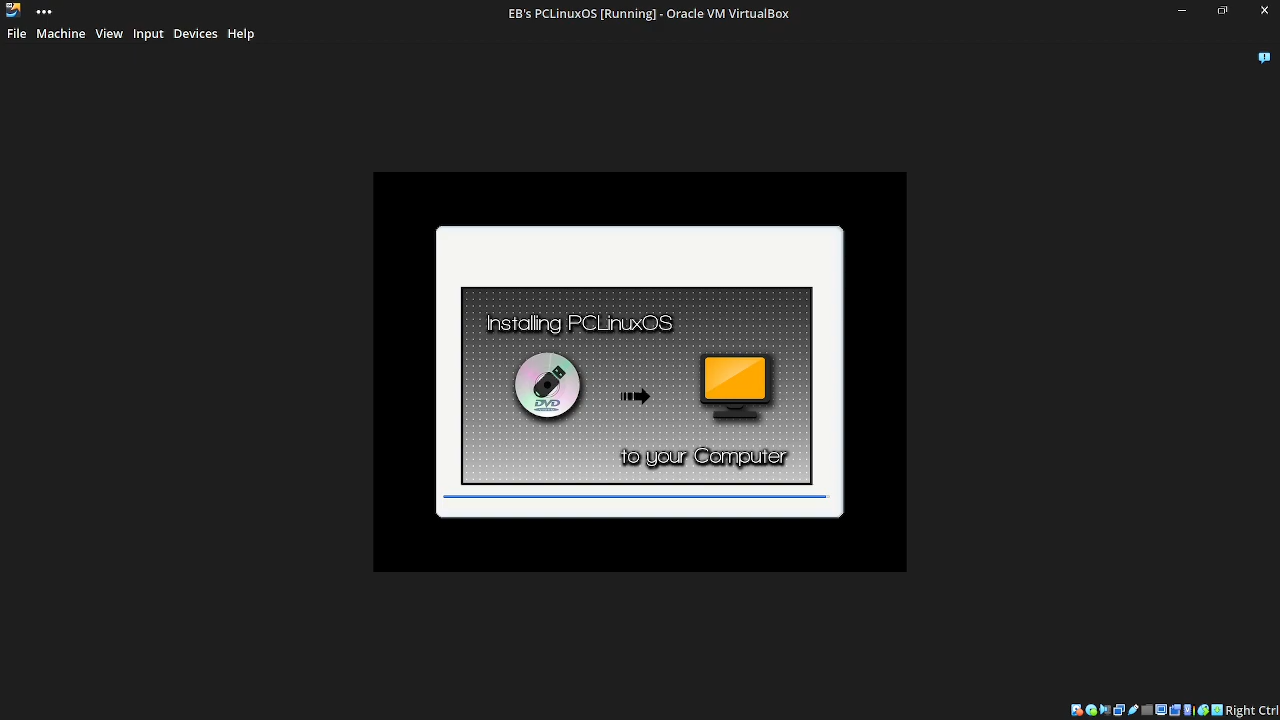 EB's PCLinuxOS [Running] - Oracle VM VirtualBox
File Machine View Input Devices Help
Installing PCLinuxOS
DVD
to your Computer
Right Ctrl